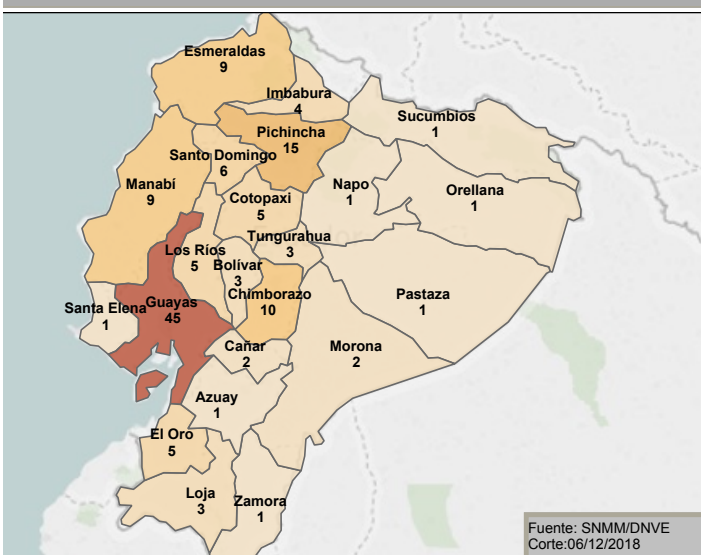 Esmeraldas
9
Imbabura
4
Sucumbios
1
Pichincha
15
Santo Domingo
6
Manabí
9
Napo
1
Orellana
1
Cotopaxi
5
Tungurahua
3
Los Ríos
5
Bolívar
3
Chimborazo
10
Pastaza
1
Santa Elena
1
Guayas
45
Cañar
2
Morona
2
Azuay
1
El Oro
5
Loja
3
Zamora
1
Fuente: SNMM/DNVE
Corte:06/12/2018